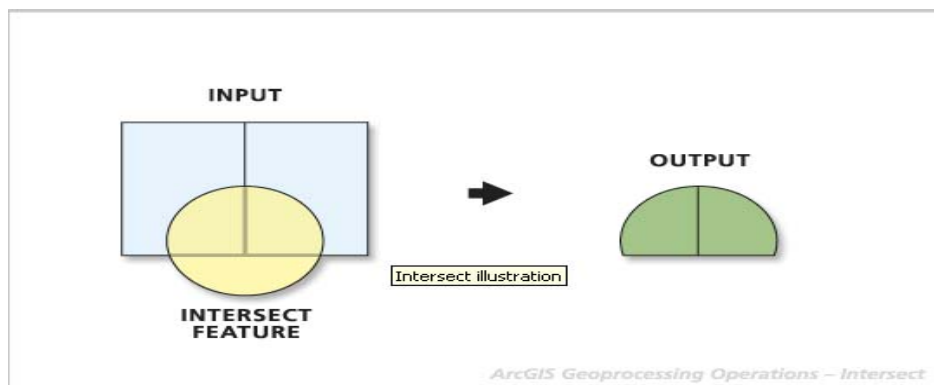 INPUT
OUTPUT
Intersect illustration
INTERSECT
FEATURE
ArcGIS Geoprocessing Operations – Intersect